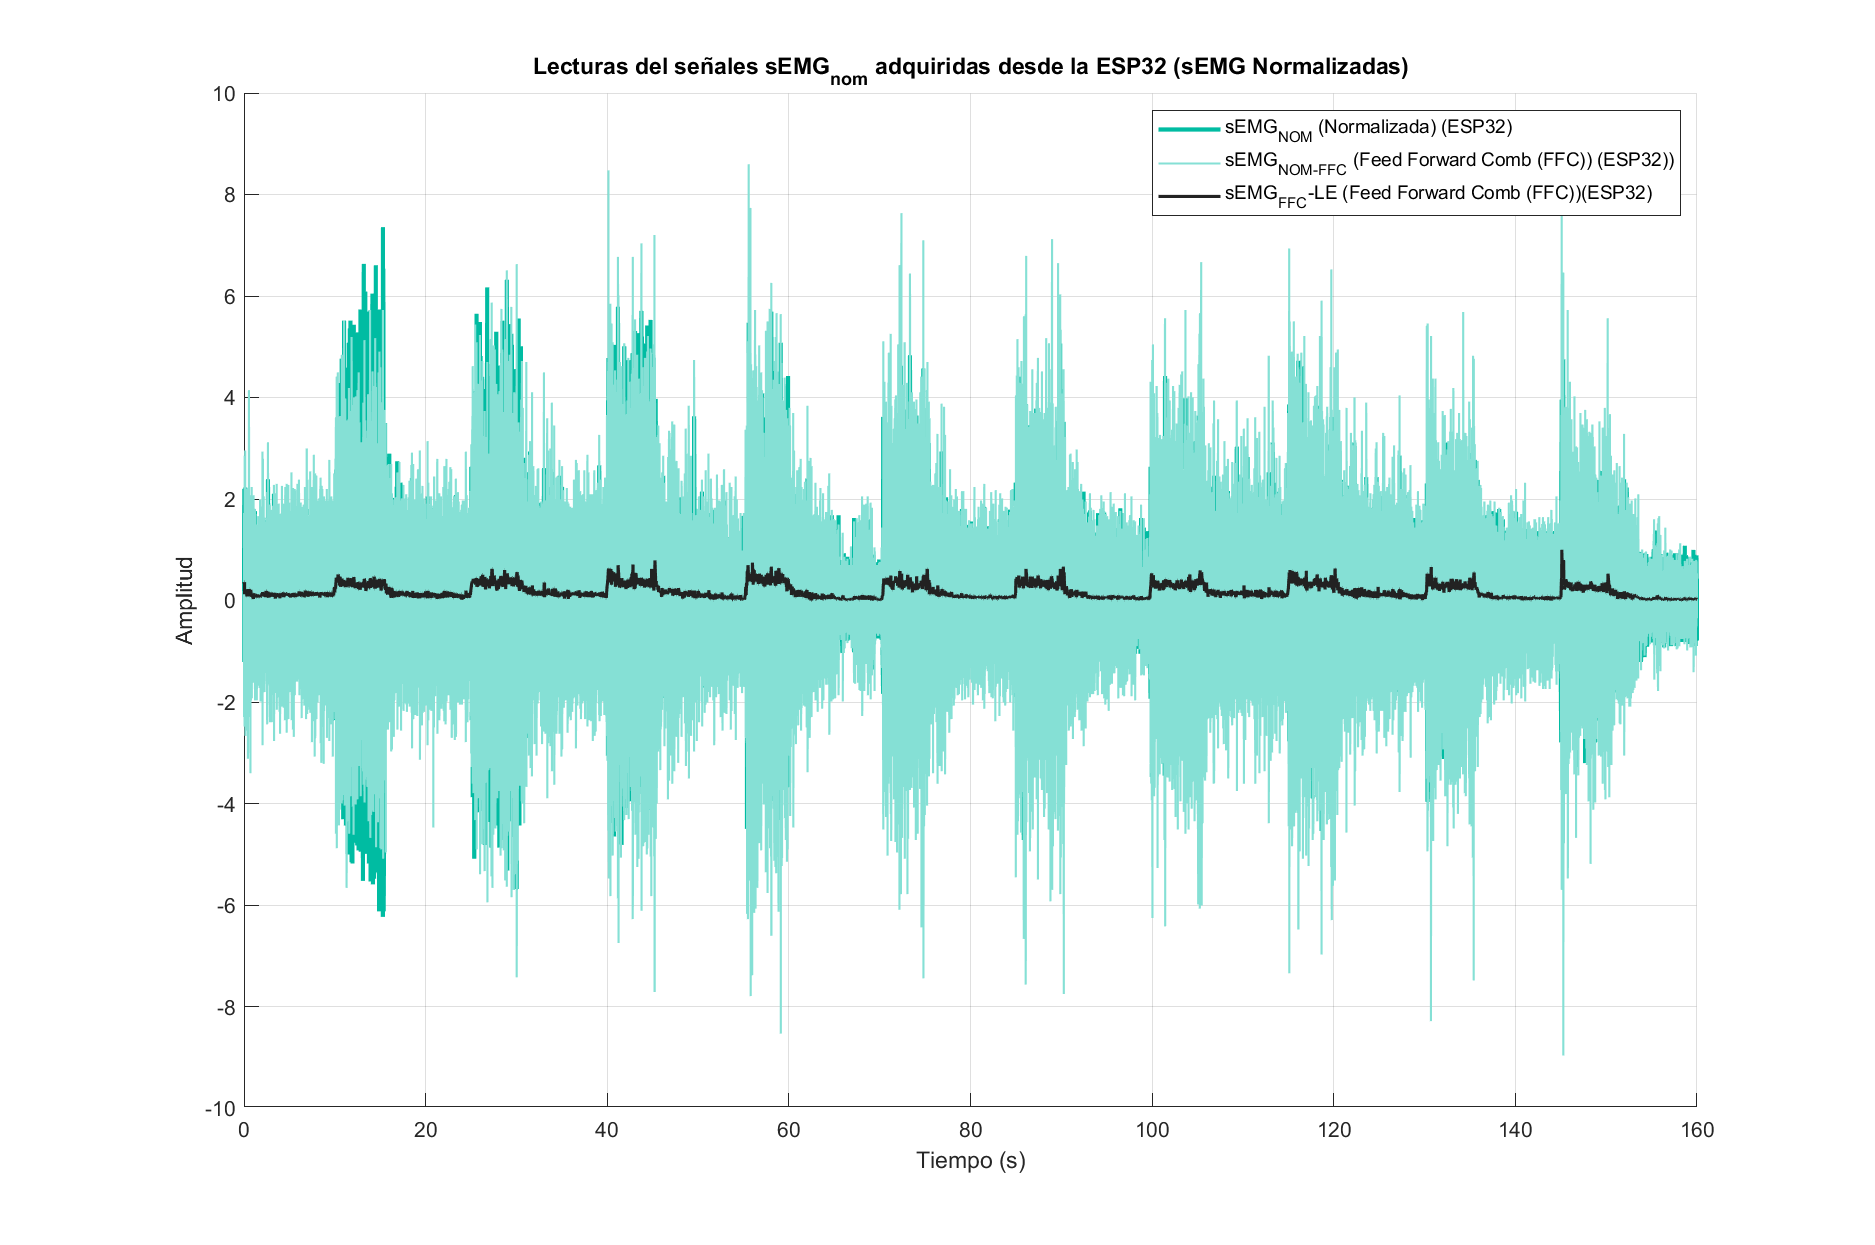 Lecturas del señales sEMGnom adquiridas desde la ESP32 (sEMG Normalizadas)
sEMGNOM (Normalizada) (ESP32)
sEMGNOM-FFC (Feed Forward Comb (FFC)) (ESP32))
sEMGFFC-LE (Feed Forward Comb (FFC))(ESP32)
Amplitud
10
8
6
4
2
0
-2
-4
-6
-8
-10
0 20 40 60 80 100 120 140 160
Tiempo (s)